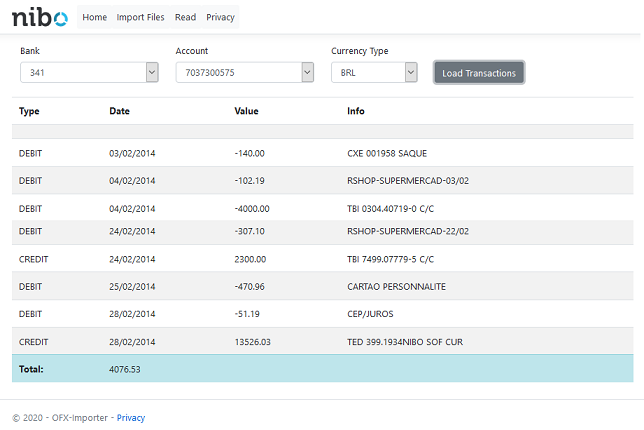 nibo Home Import Files Read Privacy
Bank Account Currency Type
341 7037300575 BRL Load Transactions
Type Date Value Info
DEBIT 03/02/2014 -140.00 CXE 001958 SAQUE
DEBIT 04/02/2014 -102.19 RSHOP-SUPERMERCAD-03/02
DEBIT 04/02/2014 -4000.00 TBI 0304.40719-0 C/C
DEBIT 24/02/2014 -307.10 RSHOP-SUPERMERCAD-22/02
CREDIT 24/02/2014 2300.00 TBI 7499.07779-5 C/C
DEBIT 25/02/2014 -470.96 CARTAO PERSONNALITE
DEBIT 28/02/2014 -51.19 CEP/JUROS
CREDIT 28/02/2014 13526.03 TED 399.1934NIBO SOF CUR
Total: 4076.53
© 2020 - OFX-Importer - Privacy